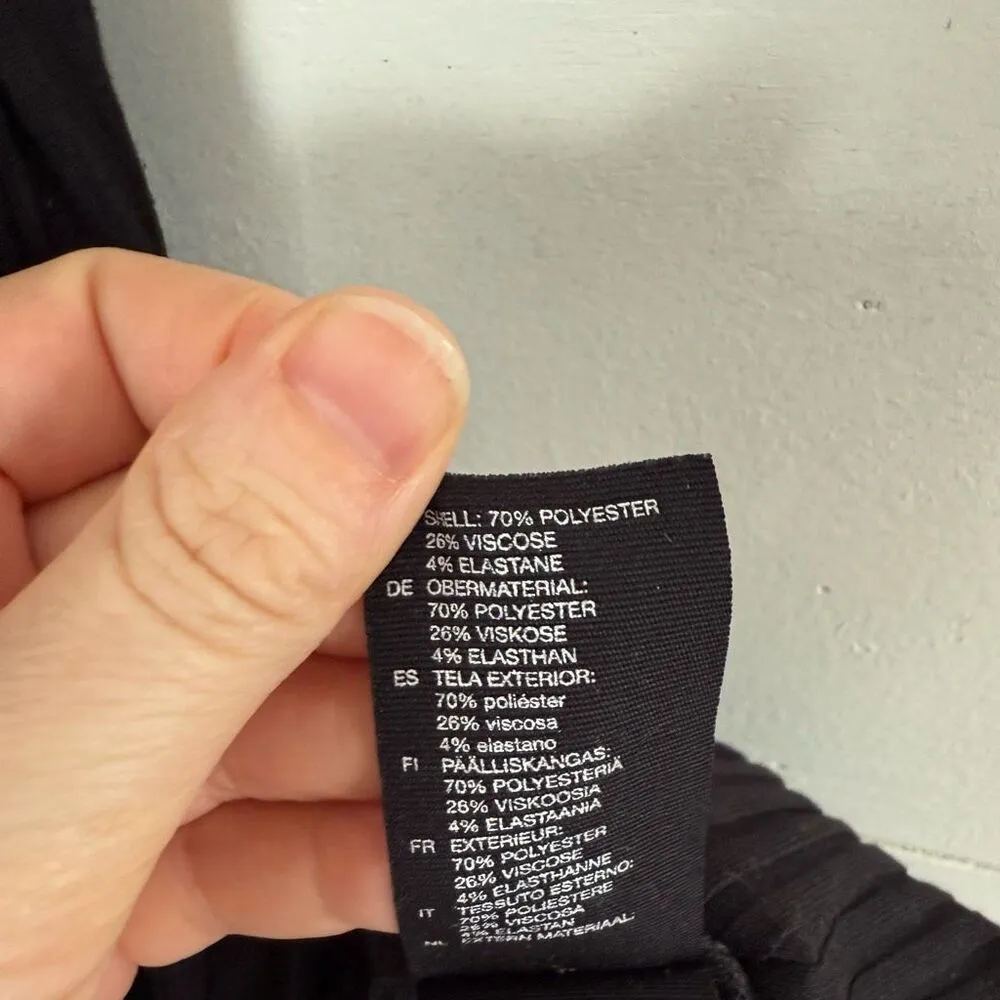 SHELL: 70% POLYESTER
26% VISCOSE
4% ELASTANE
DE OBERMATERIAL:
70% POLYESTER
26% VISKOSE
4% ELASTHAN
ES TELA EXTERIOR:
70% poliéster
26% viscosa
4% elastano
FI PÄÄLLISKANGAS:
70% POLYESTERIÄ
26% VISKOOSIA
4% ELASTAANIA
FR EXTERIEUR:
70% POLYESTER
26% VISCOSE
4% ELASTHANNE
IT TESSUTO ESTERNO:
70% POLIESTERE
26% VISCOSA
4% ELASTAN
NL EXTERN MATERIAAL: